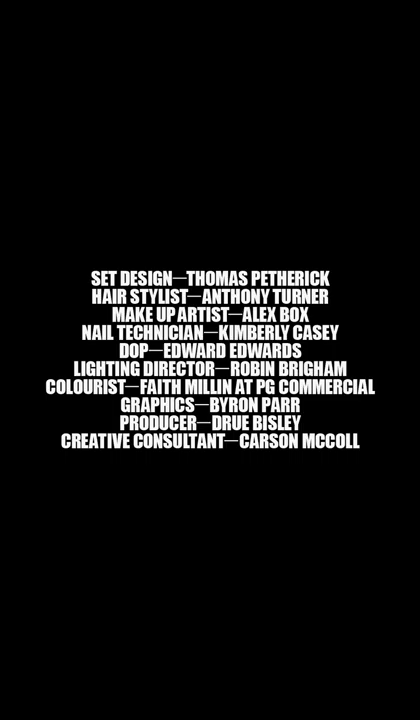 SET DESIGN—THOMAS PETHERICK
HAIR STYLIST—ANTHONY TURNER
MAKE UP ARTIST—ALEX BOX
NAIL TECHNICIAN—KIMBERLY CASEY
DOP—EDWARD EDWARDS
LIGHTING DIRECTOR—ROBIN BRIGHAM
COLOURIST—FAITH MILLIN AT PG COMMERCIAL
GRAPHICS—BYRON PARR
PRODUCER—DRUE BISLEY
CREATIVE CONSULTANT—CARSON MCCOLL